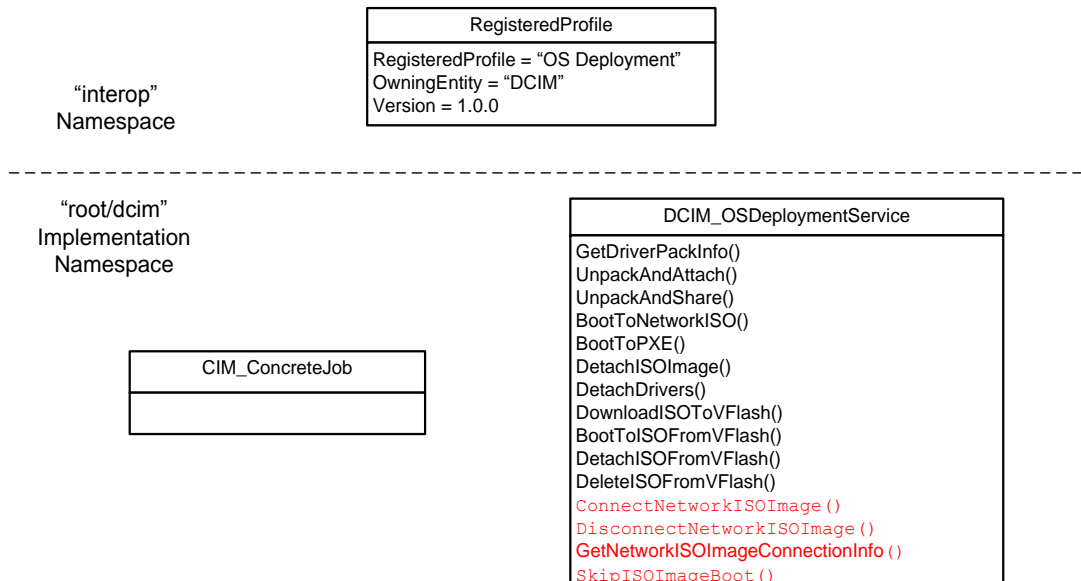 RegisteredProfile
RegisteredProfile = “OS Deployment”
OwningEntity = “DCIM”
Version = 1.0.0
“interop”
Namespace
“root/dcim”
Implementation
Namespace
CIM_ConcreteJob
DCIM_OSDeploymentService
GetDriverPackInfo()
UnpackAndAttach()
UnpackAndShare()
BootToNetworkISO()
BootToPXE()
DetachISOImage()
DetachDrivers()
DownloadISOToVFlash()
BootToISOFromVFlash()
DetachISOFromVFlash()
DeleteISOFromVFlash()
ConnectNetworkISOImage()
DisconnectNetworkISOImage()
GetNetworkISOImageConnectionInfo()
SkipISOImageBoot()